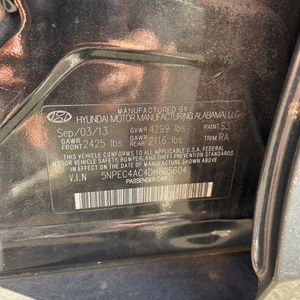 MANUFACTURED BY
HYUNDAI MOTOR MANUFACTURING ALABAMA, LLC
Sep/03/13 GVWR 4299 lbs PAINT S3
GAWR FRONT 2425 lbs GAWR REAR 2116 lbs TRIM RA
THIS VEHICLE CONFORMS TO ALL APPLICABLE U.S.A. FEDERAL
MOTOR VEHICLE SAFETY, BUMPER, AND THEFT PREVENTION STANDARDS
IN EFFECT ON THE DATE OF MANUFACTURE SHOWN ABOVE.
V.I.N 5NPEC4AC4DH805604
PASSENGER CAR